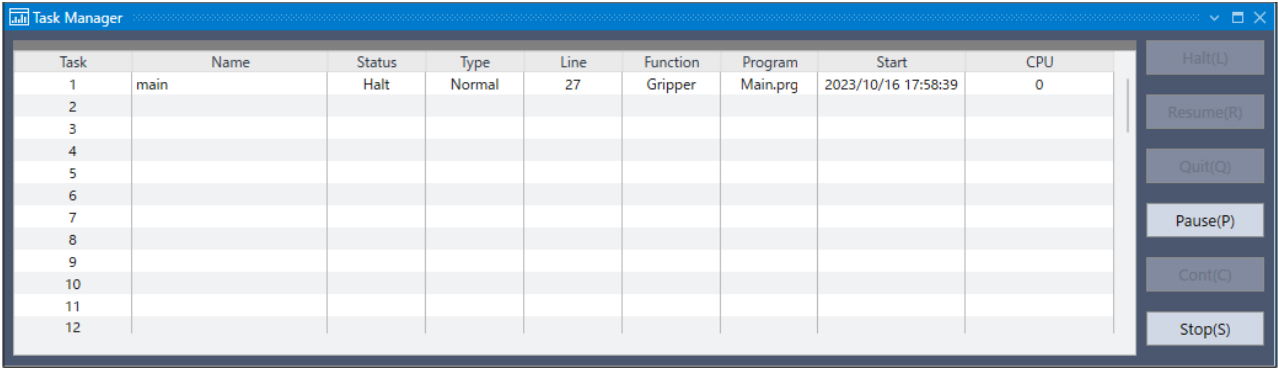 Task Manager
Task Name Status Type Line Function Program Start CPU
1 main Halt Normal 27 Gripper Main.prg 2023/10/16 17:58:39 0
2
3
4
5
6
7
8
9
10
11
12
Halt(L)
Resume(R)
Quit(Q)
Pause(P)
Cont(C)
Stop(S)